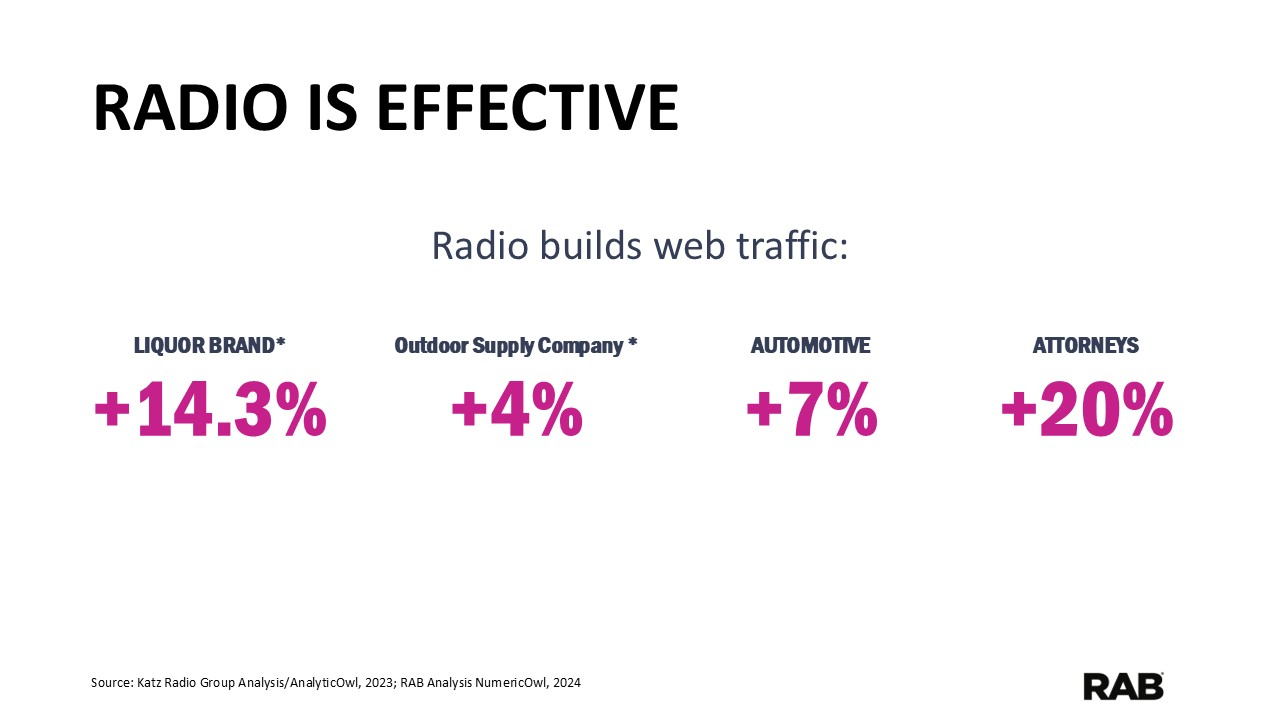 RADIO IS EFFECTIVE
Radio builds web traffic:
LIQUOR BRAND*
+14.3%
Outdoor Supply Company *
+4%
AUTOMOTIVE
+7%
ATTORNEYS
+20%
Source: Katz Radio Group Analysis/AnalyticOwl, 2023; RAB Analysis NumericOwl, 2024
RAB